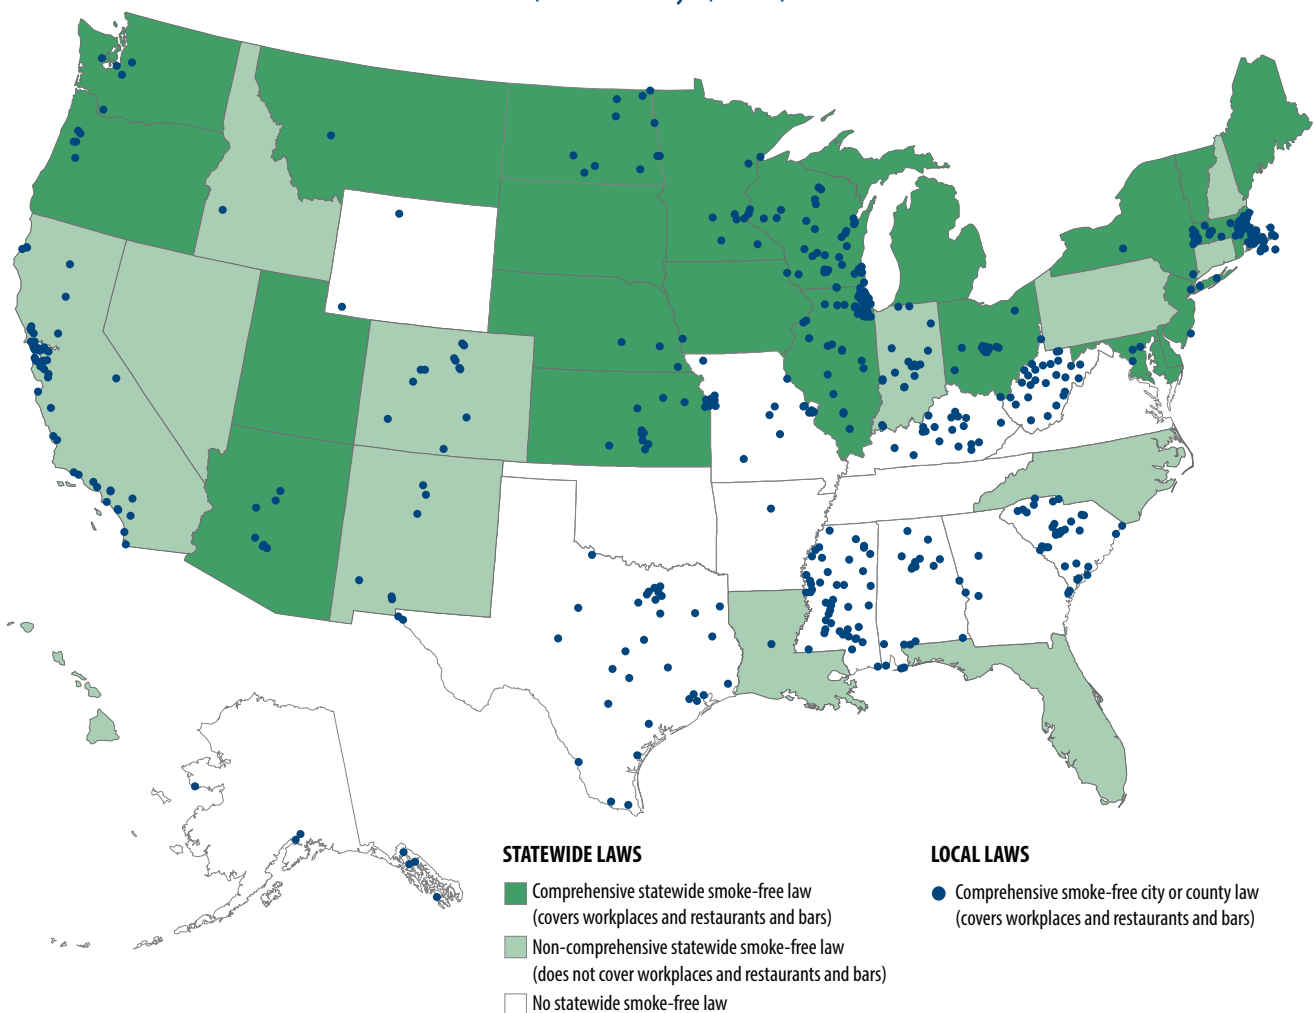 STATEWIDE LAWS
Comprehensive statewide smoke-free law
(covers workplaces and restaurants and bars)
Non-comprehensive statewide smoke-free law
(does not cover workplaces and restaurants and bars)
No statewide smoke-free law
LOCAL LAWS
Comprehensive smoke-free city or county law
(covers workplaces and restaurants and bars)